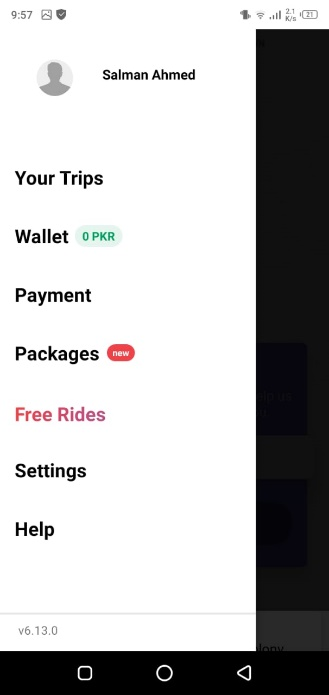 9:57
2.1
K/s
21
Salman Ahmed
Your Trips
Wallet 0 PKR
Payment
Packages new
Free Rides
Settings
Help
v6.13.0